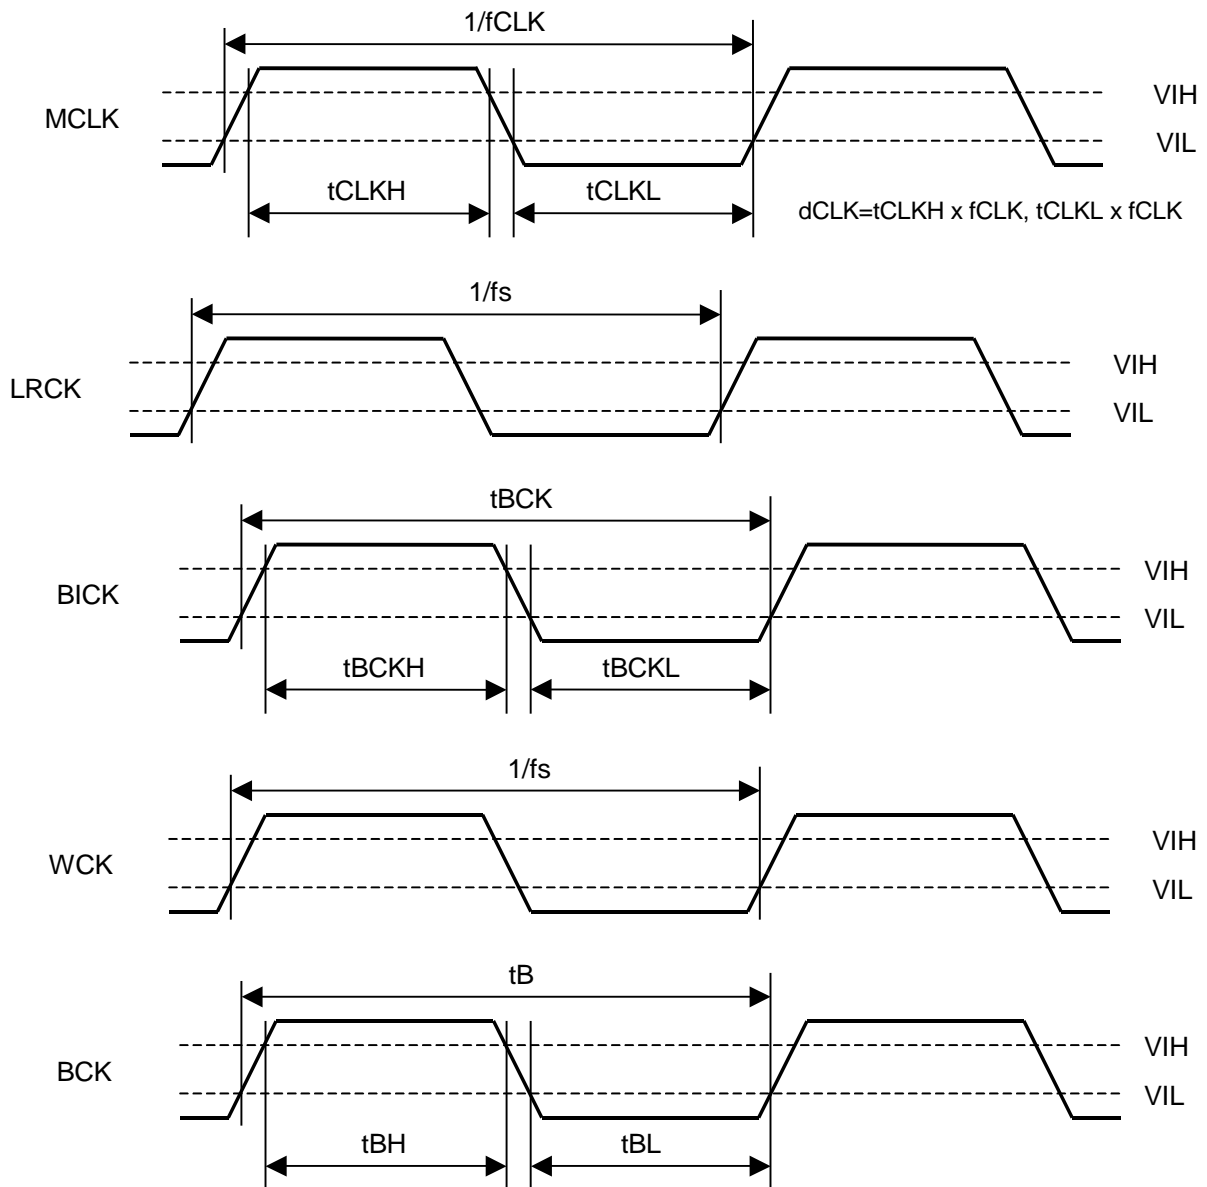 1/fCLK
MCLK
VIH
VIL
tCLKH
tCLKL
dCLK=tCLKH x fCLK, tCLKL x fCLK
1/fs
LRCK
VIH
VIL
tBCK
BICK
VIH
VIL
tBCKH
tBCKL
1/fs
WCK
VIH
VIL
tB
BCK
VIH
VIL
tBH
tBL